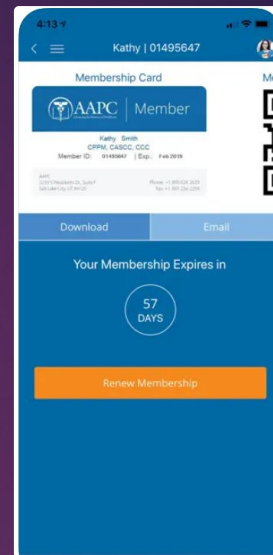 4:13
Kathy | 01495647
Membership Card
AAPC | Member
Kathy Smith
CPPM, CASCC, CCC
Member ID: 01495647 | Exp.: Feb 2018
AAPC
Download
Email
Your Membership Expires in
57
DAYS
Renew Membership